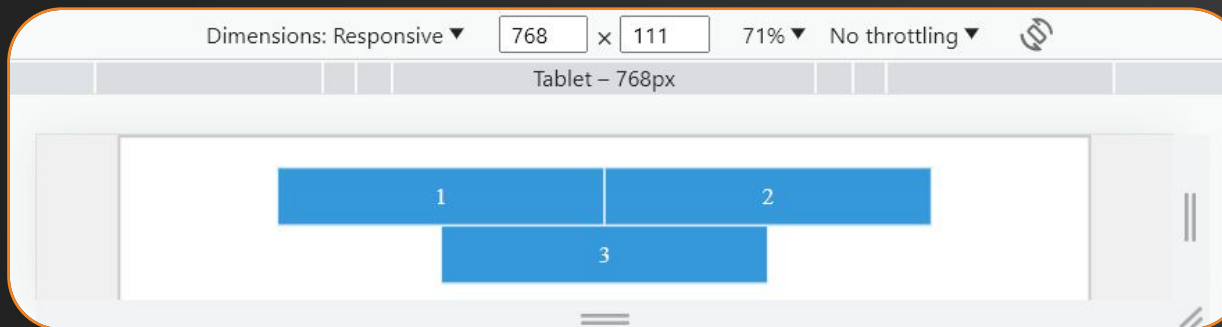 Dimensions: Responsive ▼ 768 × 111 71% ▼ No throttling ▼
Tablet – 768px
1 2
3